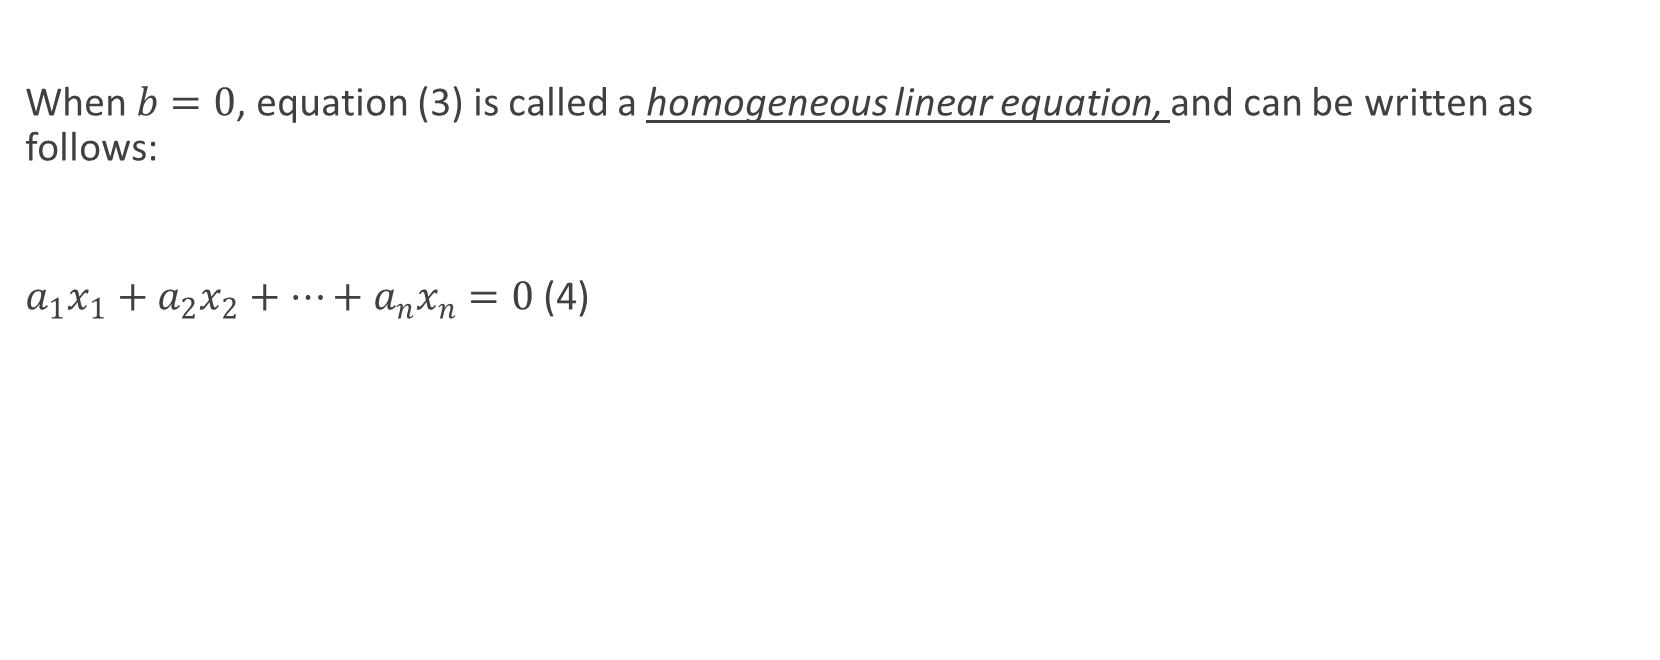 When 𝑏 = 0, equation (3) is called a homogeneous linear equation, and can be written as
follows:
𝑎₁𝑥₁ + 𝑎₂𝑥₂ + ⋯ + 𝑎ₙ𝑥ₙ = 0 (4)